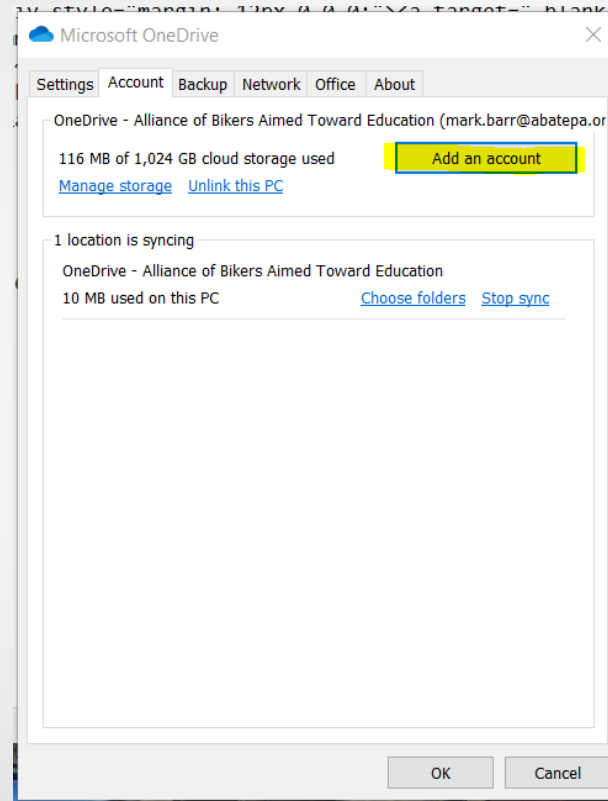 Microsoft OneDrive
Settings Account Backup Network Office About
OneDrive - Alliance of Bikers Aimed Toward Education (mark.barr@abatepa.or
116 MB of 1,024 GB cloud storage used Add an account
Manage storage Unlink this PC
1 location is syncing
OneDrive - Alliance of Bikers Aimed Toward Education
10 MB used on this PC Choose folders Stop sync
OK Cancel